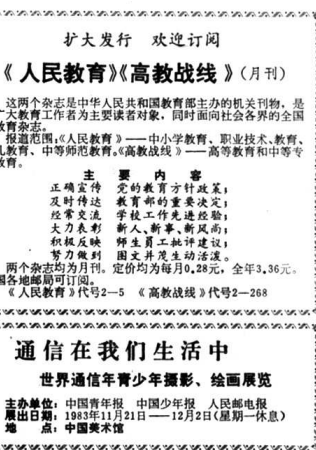 扩大发行 欢迎订阅
《人民教育》《高教战线》（月刊）
这两个杂志是中华人民共和国教育部主办的机关刊物，是
广大教育工作者为主要读者对象，同时面向社会各界的全国
教育杂志。
报道范围：《人民教育》——中小学教育、职业技术、教育、
儿教育、中等师范教育。《高教战线》——高等教育和中等专
教育。
主要内容
正确宣传 党的教育方针政策；
及时传达 教育部的重要决定；
经常交流 学校工作先进经验；
大力表彰 新人、新事、新风尚；
积极反映 师生员工批评建议；
努力做到 图文并茂生动活泼。
两个杂志均为月刊。定价均为每月0.28元，全年3.36元。
国各地邮局可订阅。
《人民教育》代号2—5 《高教战线》代号2—268
通信在我们生活中
世界通信年青少年摄影、绘画展览
主办单位：中国青年报 中国少年报 人民邮电报
展出日期：1983年11月21日——12月2日（星期一休息）
地 点：中国美术馆